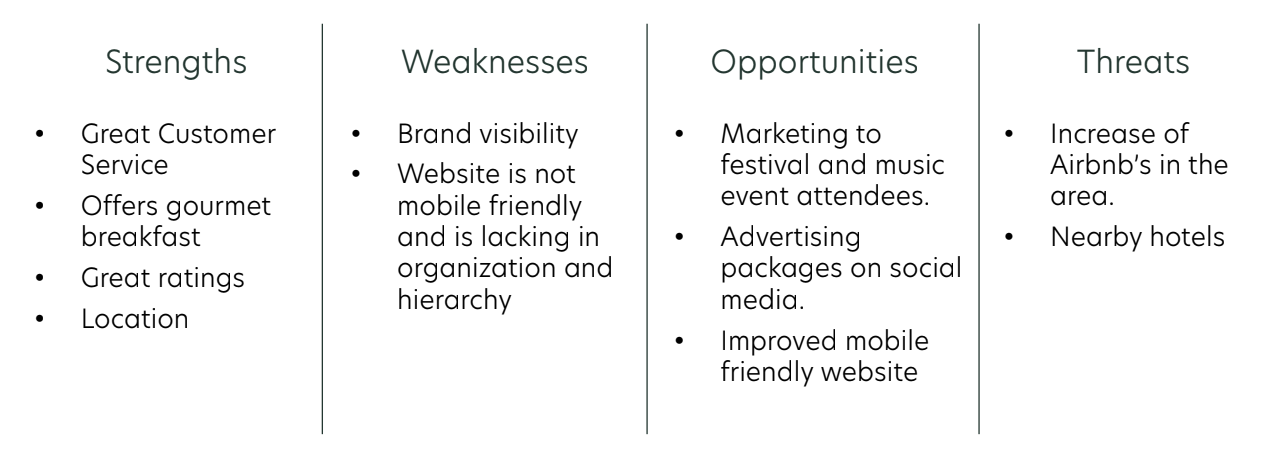 Strengths
• Great Customer
Service
• Offers gourmet
breakfast
• Great ratings
• Location
Weaknesses
• Brand visibility
• Website is not
mobile friendly
and is lacking in
organization and
hierarchy
Opportunities
• Marketing to
festival and music
event attendees.
• Advertising
packages on social
media.
• Improved mobile
friendly website
Threats
• Increase of
Airbnb's in the
area.
• Nearby hotels